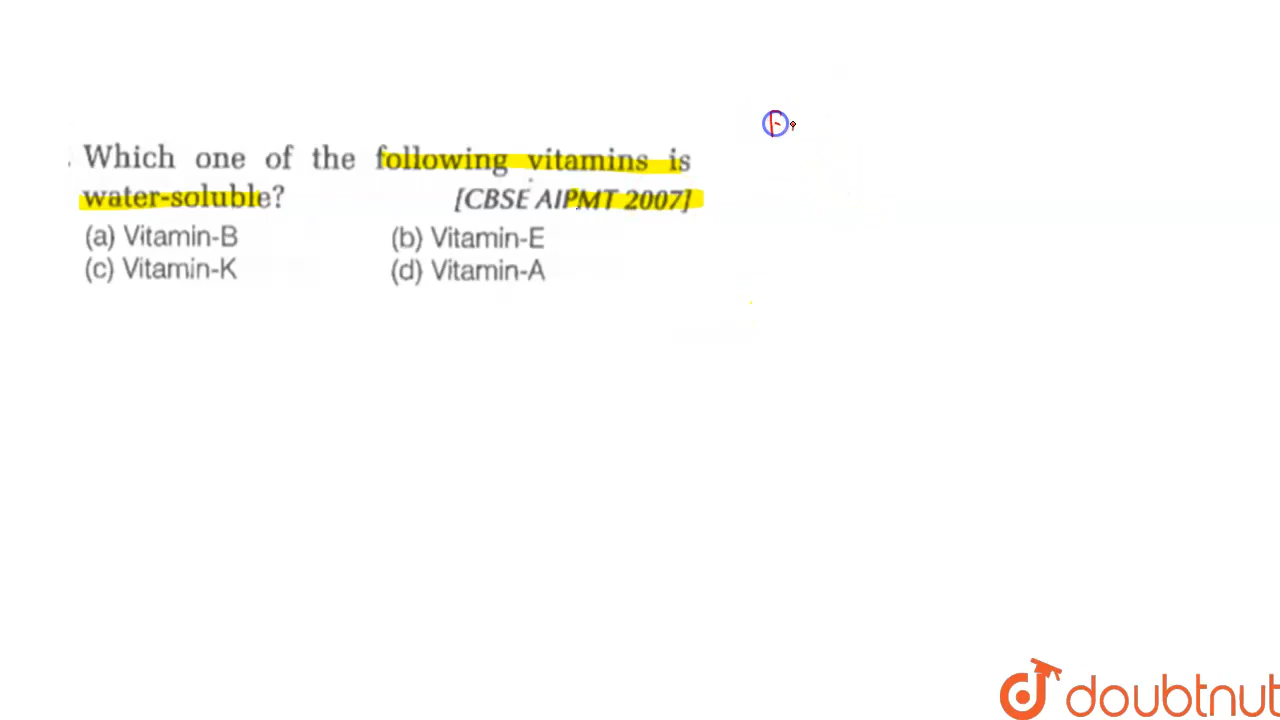 Which one of the following vitamins is
water-soluble? [CBSE AIPMT 2007]
(a) Vitamin-B (b) Vitamin-E
(c) Vitamin-K (d) Vitamin-A
doubtnut